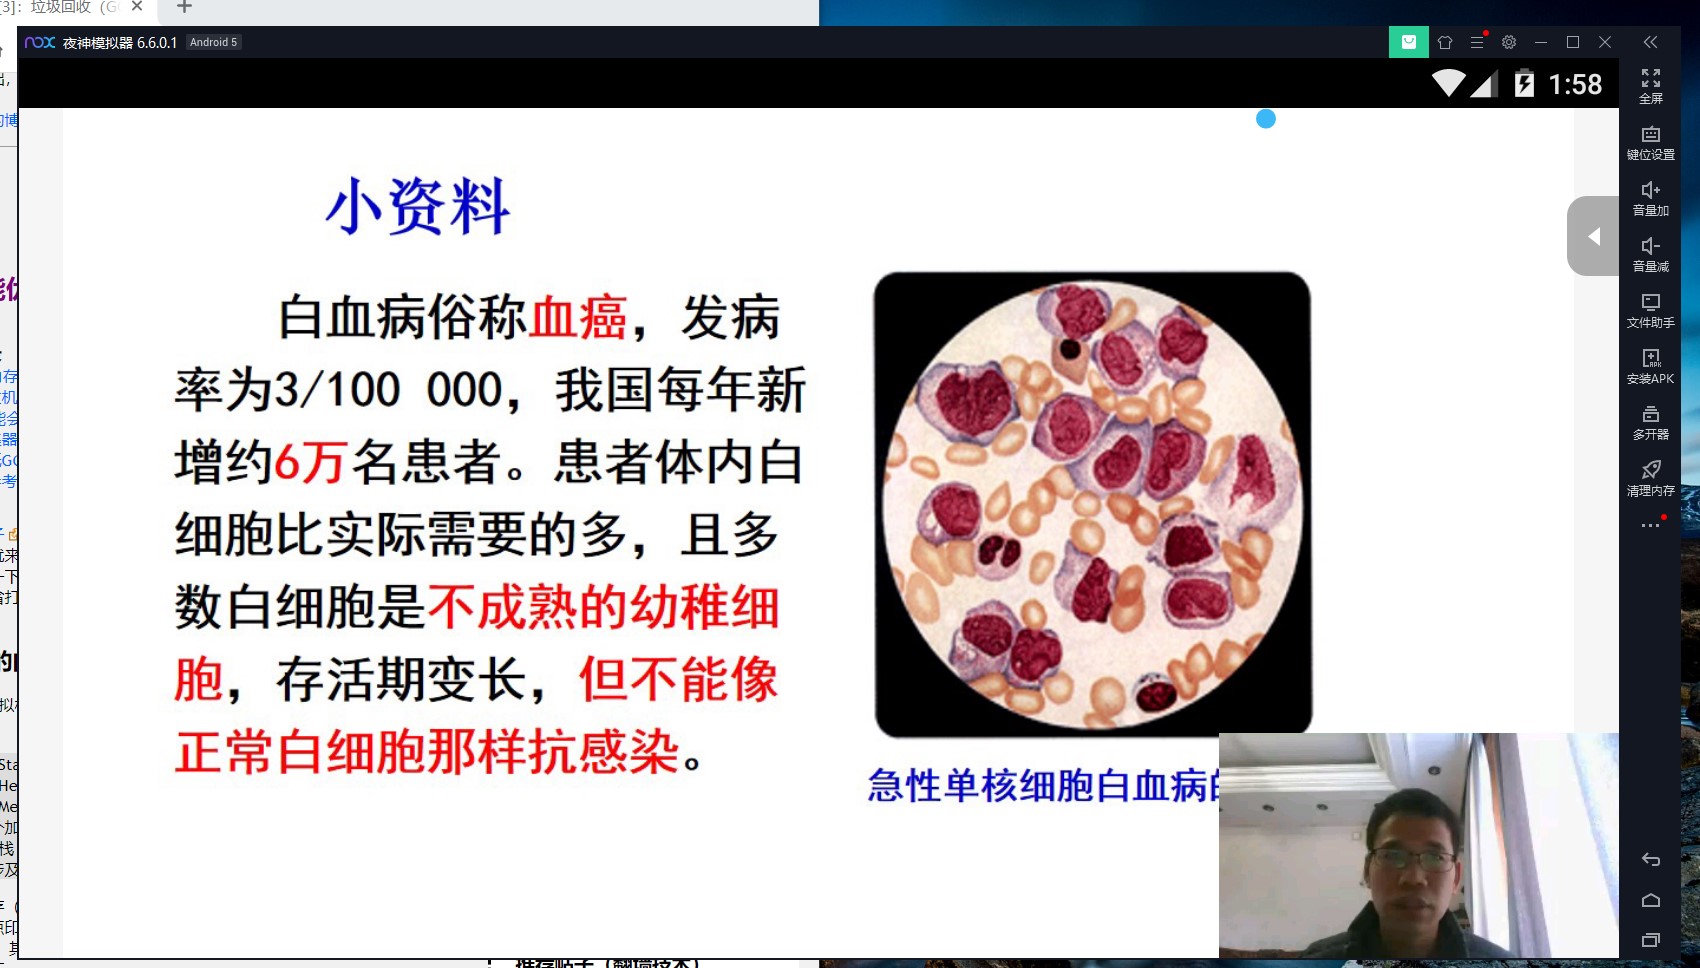 [3]: 垃圾回收（G
nox 夜神模拟器 6.6.0.1 Android 5
1:58
小资料
白血病俗称血癌，发病
率为3/100 000，我国每年新
增约6万名患者。患者体内白
细胞比实际需要的多，且多
数白细胞是不成熟的幼稚细
胞，存活期变长，但不能像
正常白细胞那样抗感染。
急性单核细胞白血病
全屏
键位设置
音量加
音量减
文件助手
安装APK
多开器
清理内存
的博
Sta
He
Me